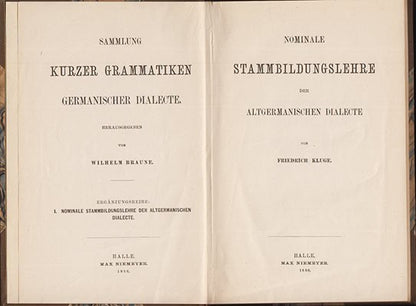 SAMMLUNG
KURZER GRAMMATIKEN
GERMANISCHER DIALECTE.
HERAUSGEGEBEN
VON
WILHELM BRAUNE.
ERGÄNZUNGSREIHE:
I. NOMINALE STAMMBILDUNGSLEHRE DER ALTGERMANISCHEN
DIALECTE.
HALLE.
MAX NIEMEYER.
1886.
NOMINALE
STAMMBILDUNGSLEHRE
DER
ALTGERMANISCHEN DIALECTE
VON
FRIEDRICH KLUGE.
HALLE.
MAX NIEMEYER.
1886.